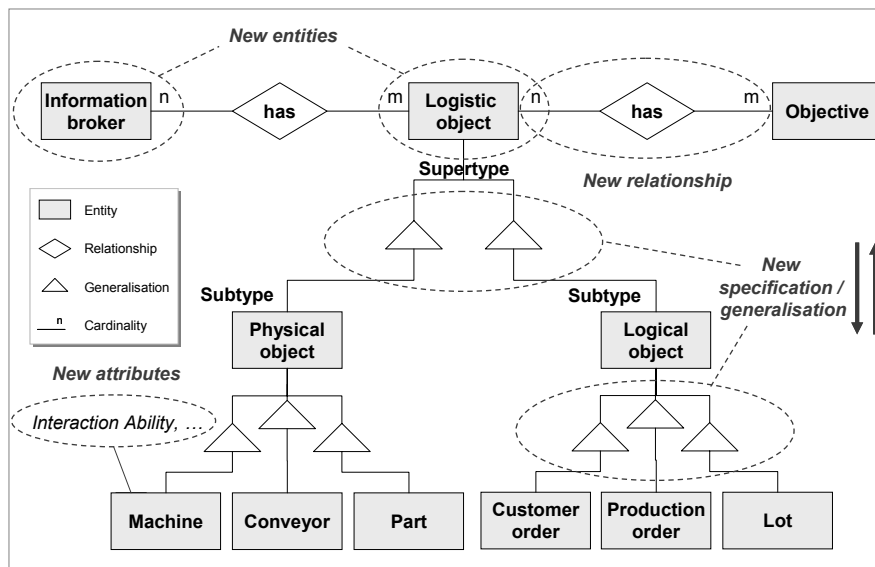 New entities
Information
broker
n
has
m
Logistic
object
n
has
m
Objective
Supertype
New relationship
Entity
Relationship
Generalisation
n
Cardinality
New
specification /
generalisation
Subtype
Subtype
Physical
object
Logical
object
New attributes
Interaction Ability, …
Machine
Conveyor
Part
Customer
order
Production
order
Lot